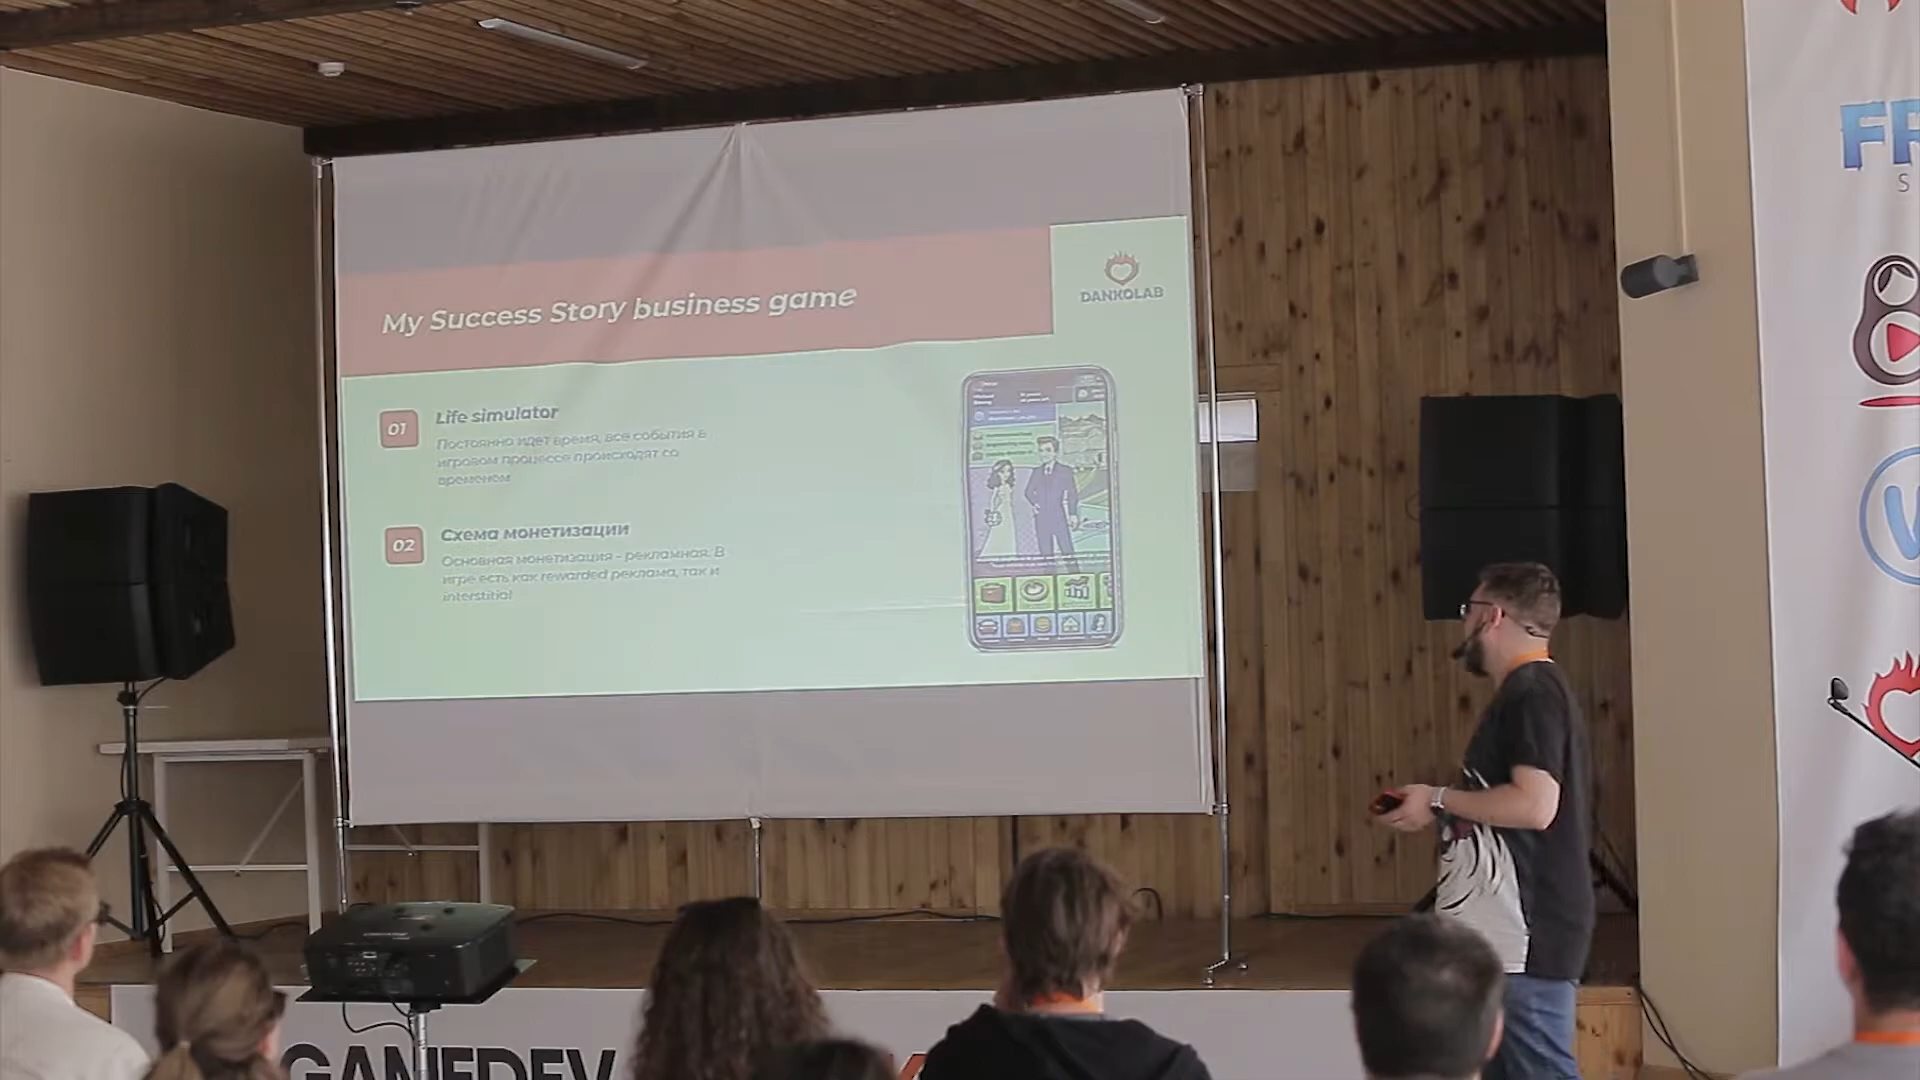 My Success Story business game
DANKOLAB
01
Life simulator
Постоянно идет время, все события в
игровом процессе происходят со
временем
02
Схема монетизации
Основная монетизация - рекламная. В
игре есть как rewarded реклама, так и
interstitial
GAMEDEV